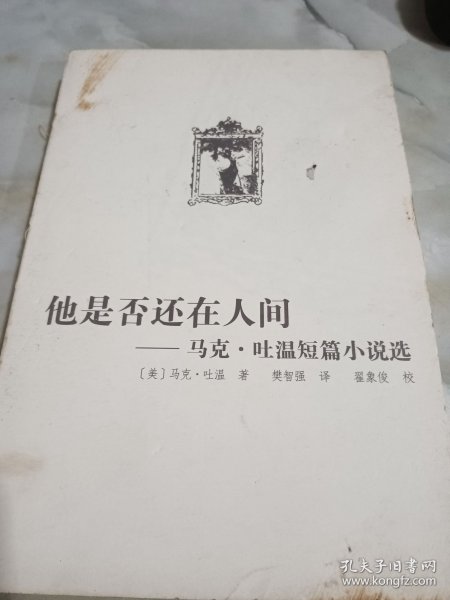 他是否还在人间
——马克·吐温短篇小说选
〔美〕马克·吐温 著 樊智强 译 翟象俊 校
孔夫子旧书网
www.kongfz.com